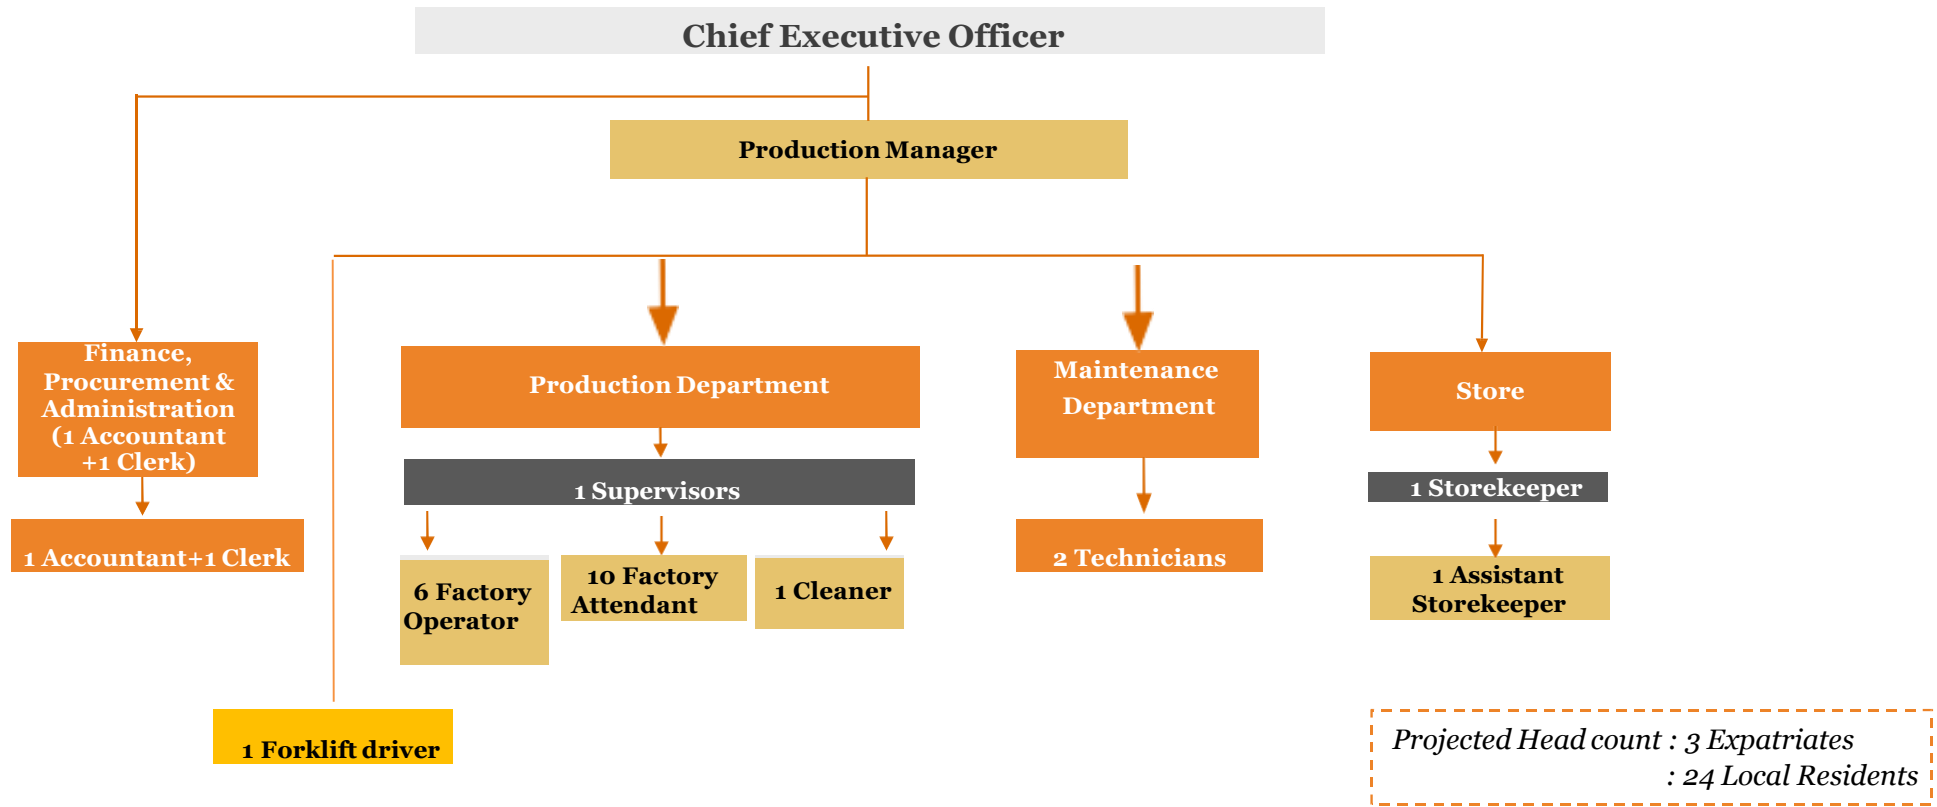 Chief Executive Officer
Production Manager
Finance,
Procurement &
Administration
(1 Accountant
+1 Clerk)
1 Accountant+1 Clerk
Production Department
1 Supervisors
6 Factory
Operator
10 Factory
Attendant
1 Cleaner
Maintenance
Department
2 Technicians
Store
1 Storekeeper
1 Assistant
Storekeeper
1 Forklift driver
Projected Head count : 3 Expatriates
: 24 Local Residents